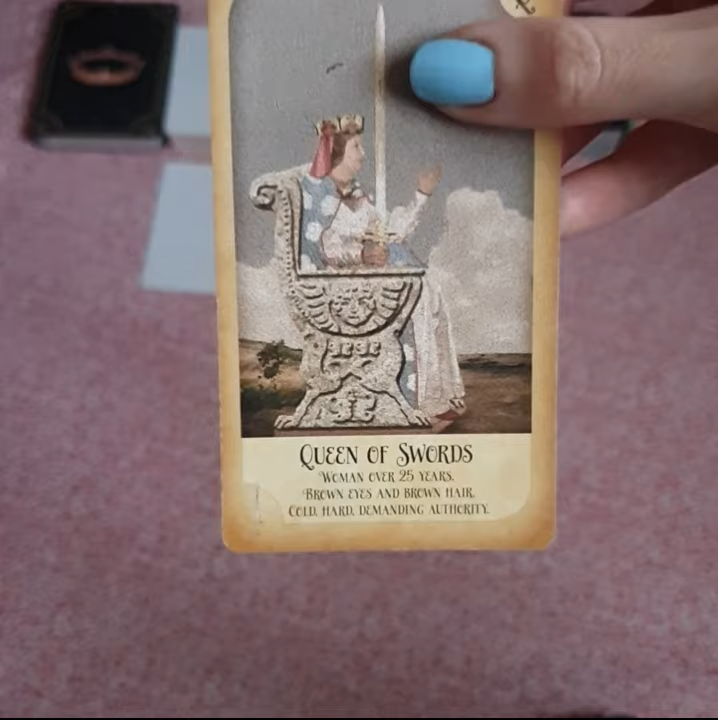 QUEEN OF SWORDS
WOMAN OVER 25 YEARS.
BROWN EYES AND BROWN HAIR.
COLD, HARD, DEMANDING AUTHORITY.